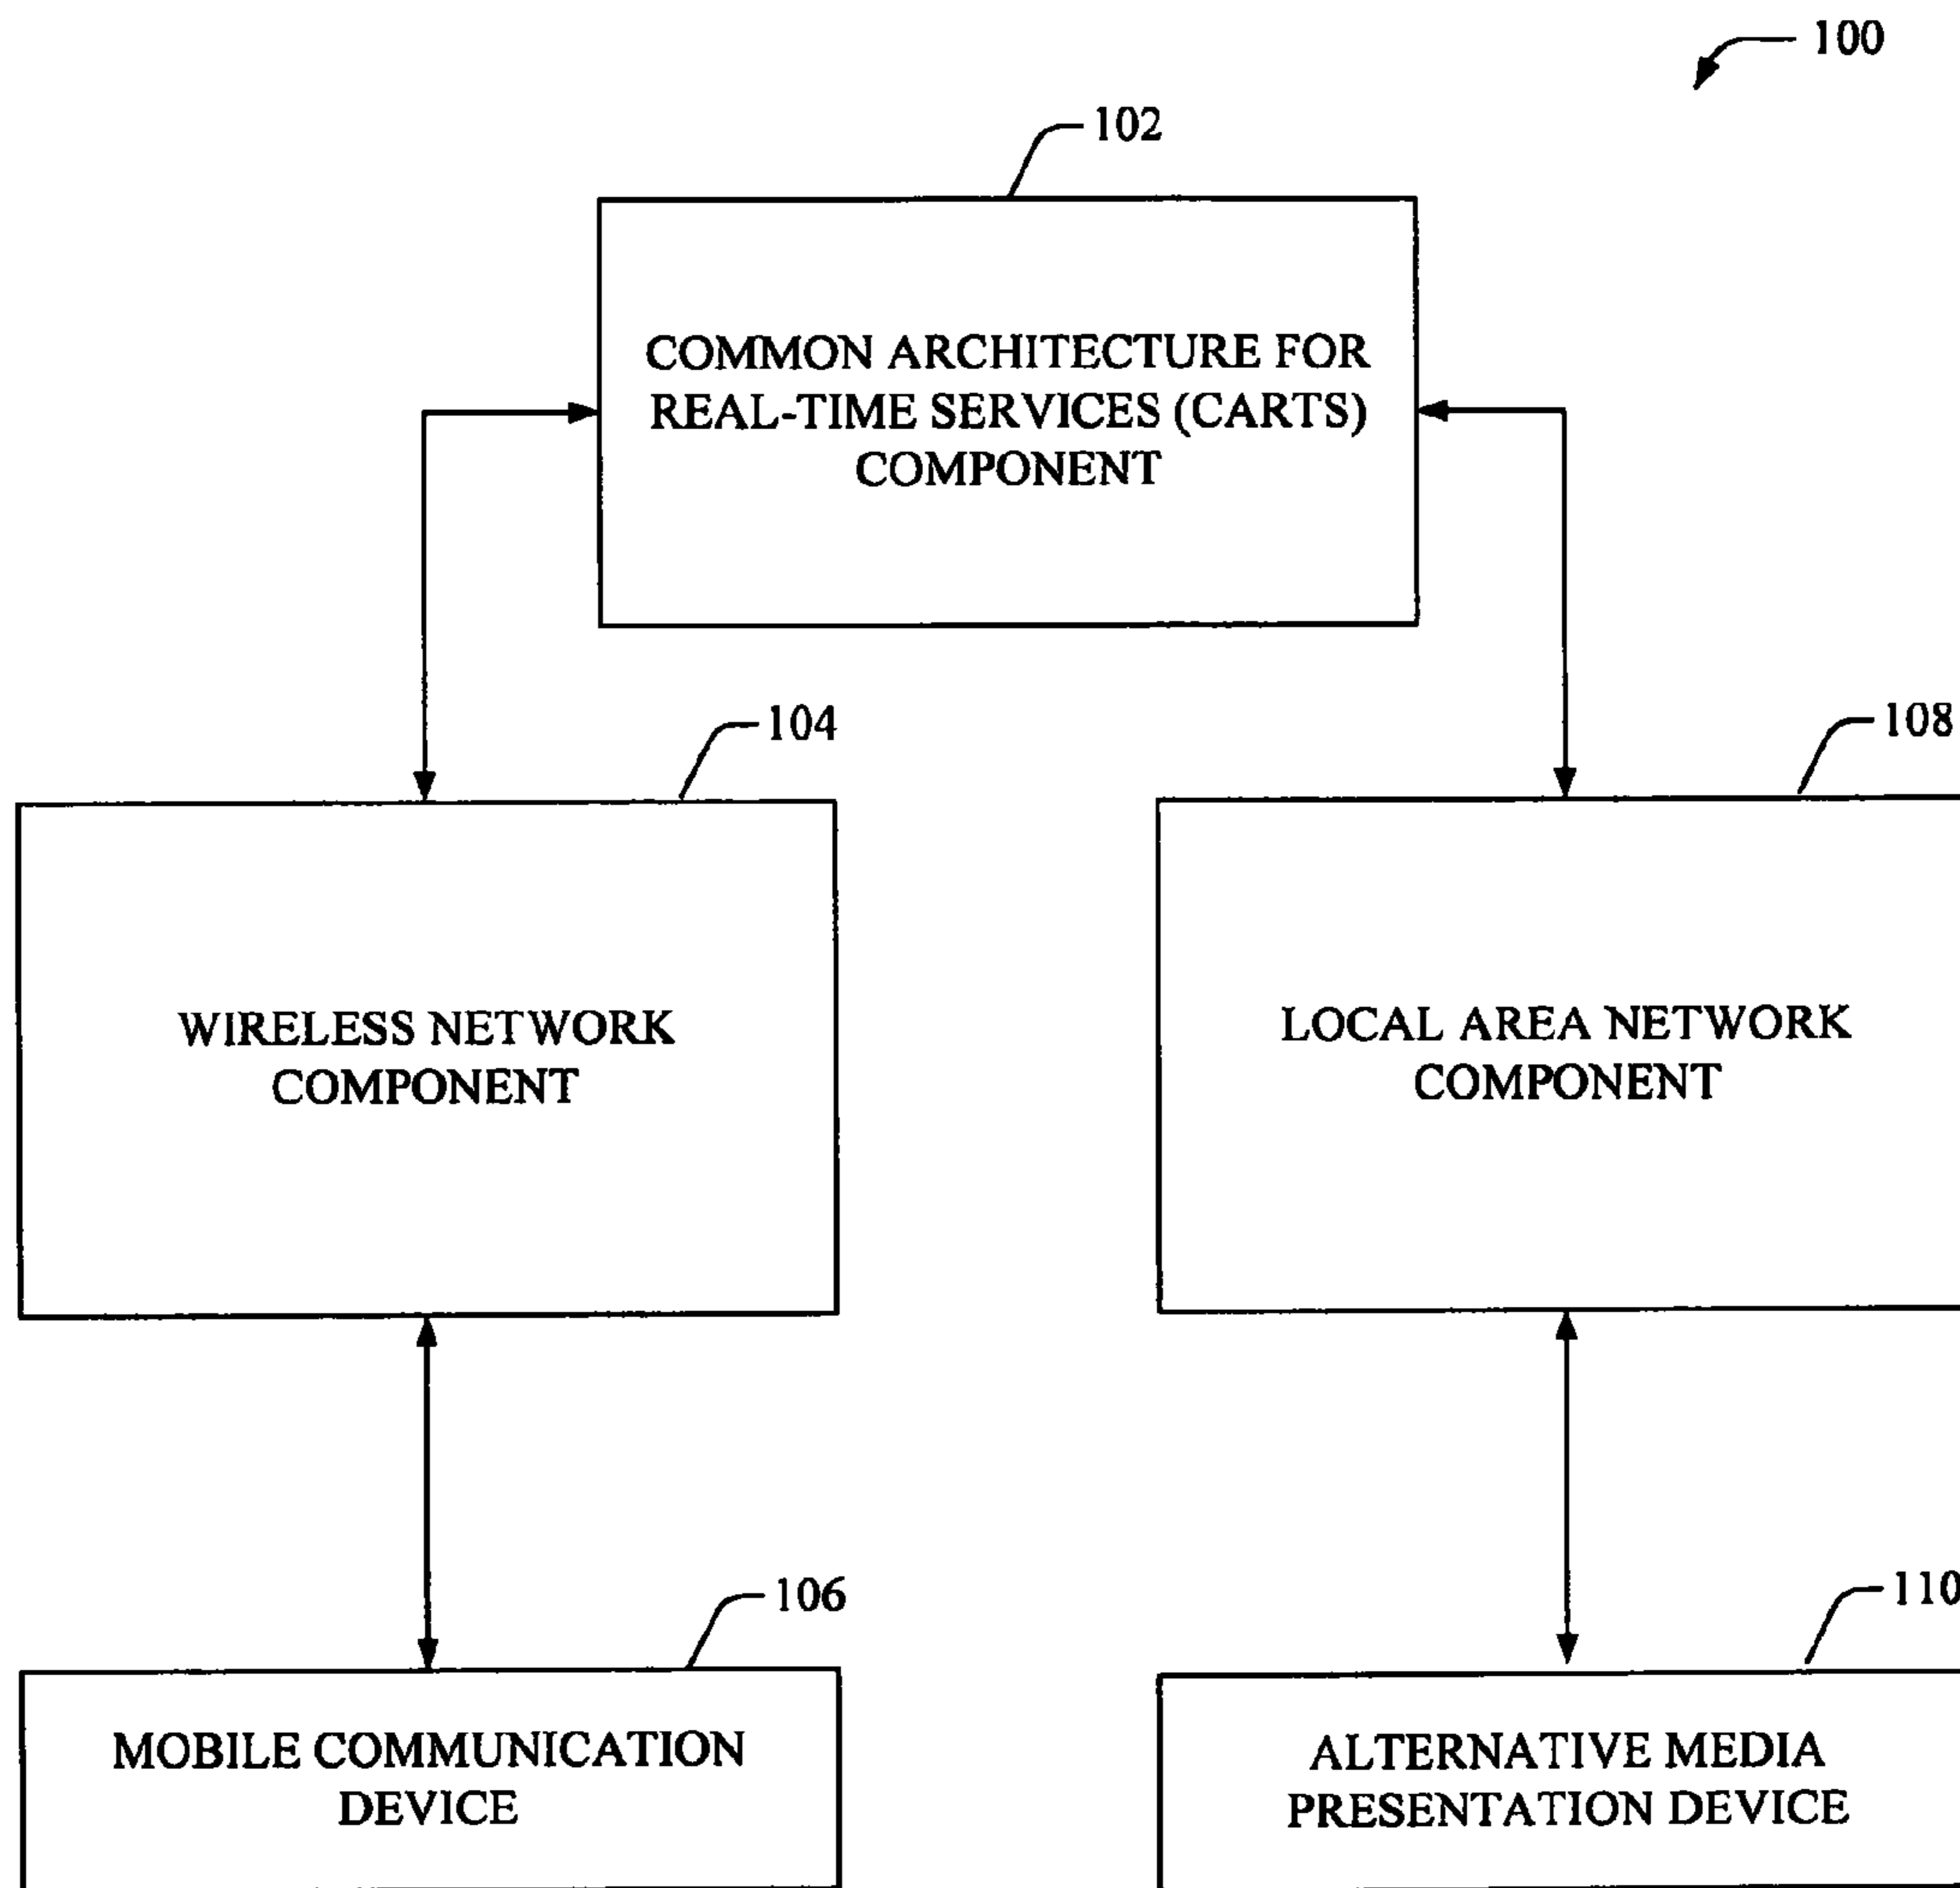 100
102
COMMON ARCHITECTURE FOR
REAL-TIME SERVICES (CARTS)
COMPONENT
104
108
WIRELESS NETWORK
COMPONENT
LOCAL AREA NETWORK
COMPONENT
106
110
MOBILE COMMUNICATION
DEVICE
ALTERNATIVE MEDIA
PRESENTATION DEVICE